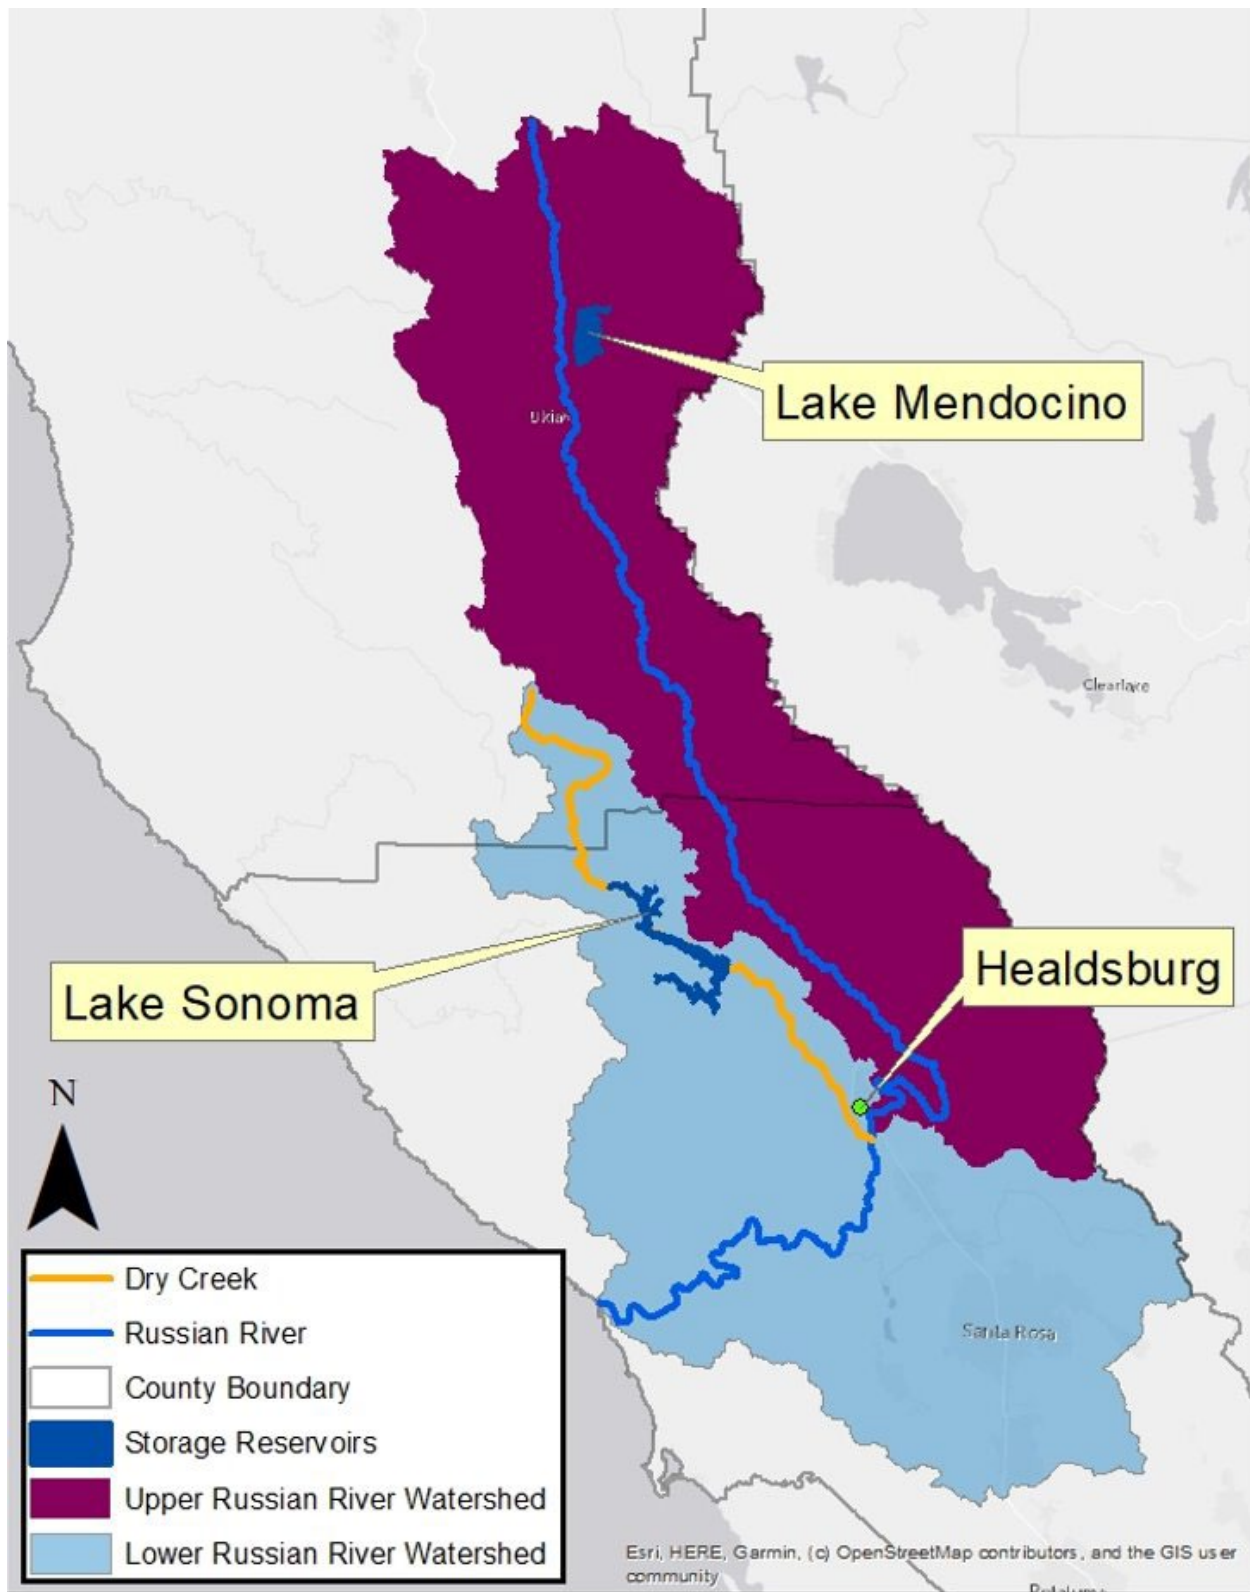 Lake Mendocino
Ukiah
Clearlake
Healdsburg
Lake Sonoma
N
Dry Creek
Russian River
County Boundary
Storage Reservoirs
Upper Russian River Watershed
Lower Russian River Watershed
Santa Rosa
Esri, HERE, Garmin, (c) OpenStreetMap contributors, and the GIS user
community